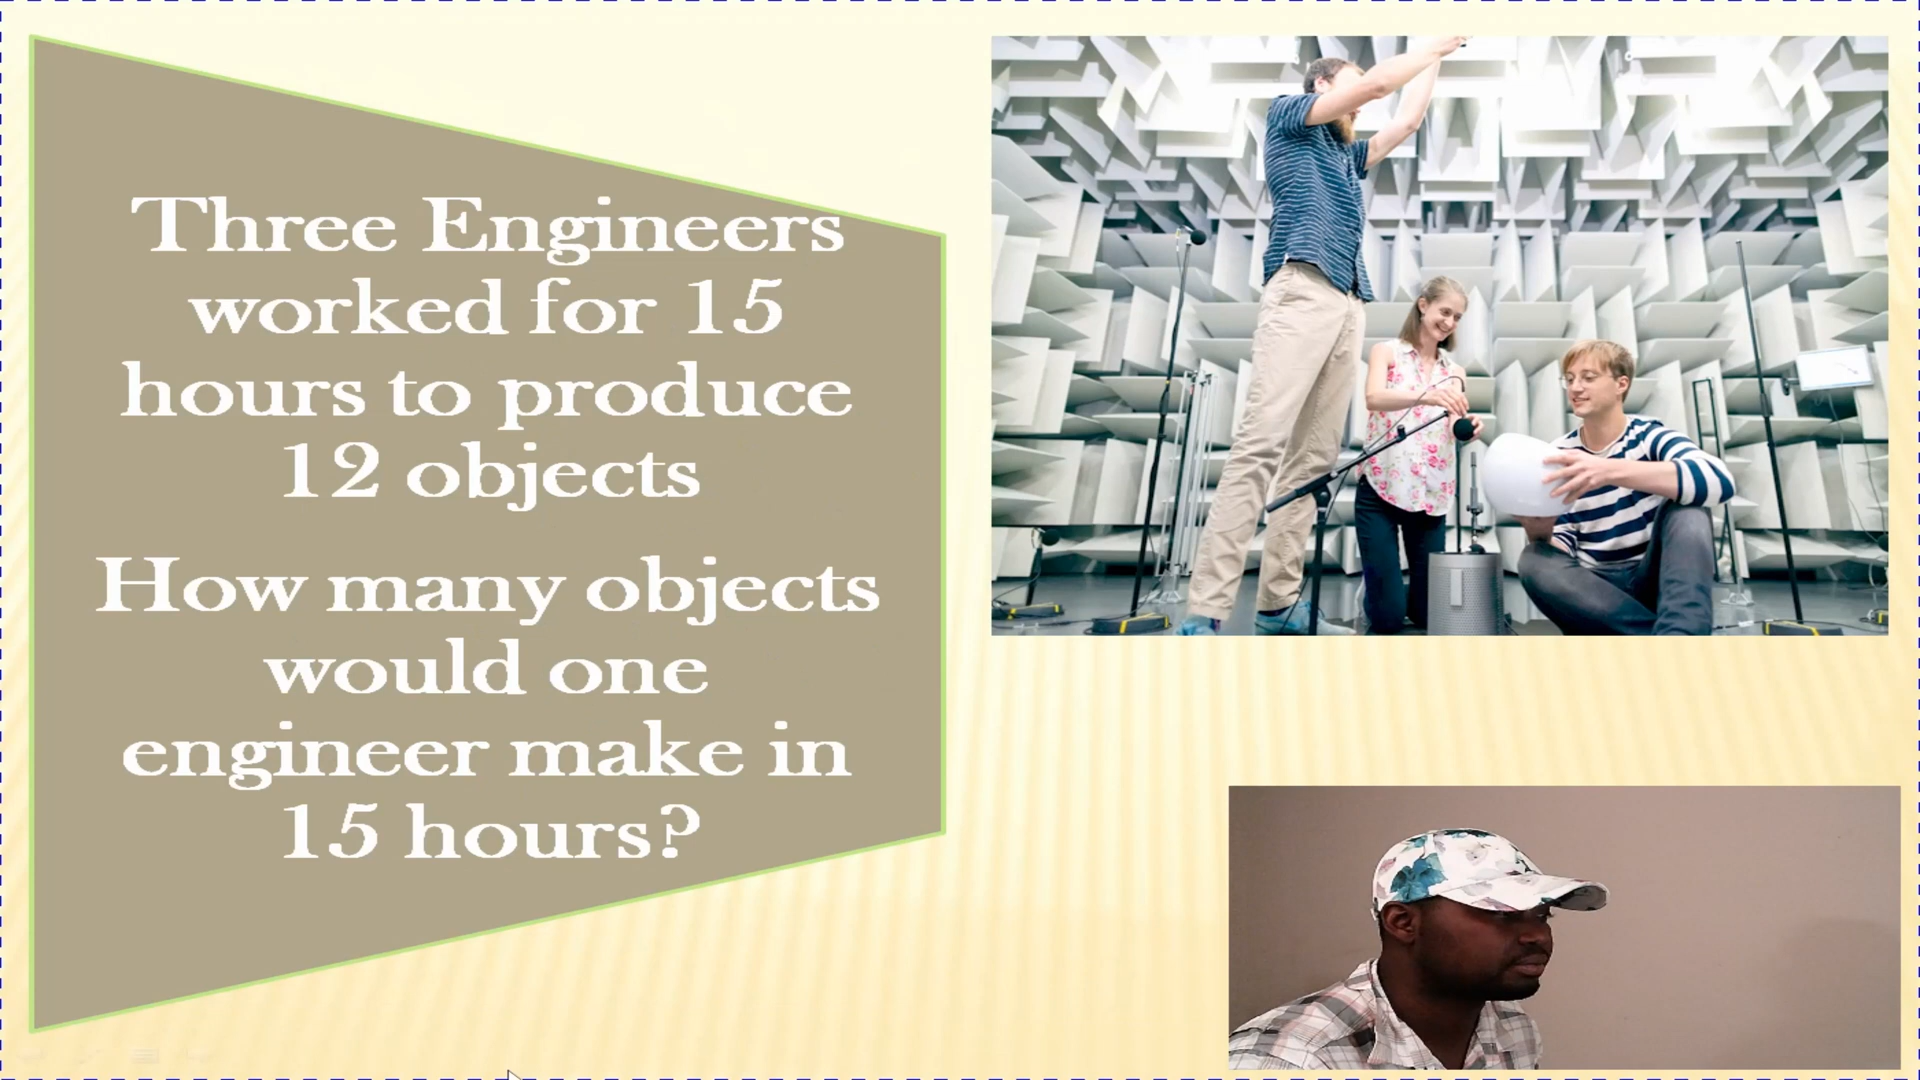 Three Engineers
worked for 15
hours to produce
12 objects
How many objects
would one
engineer make in
15 hours?